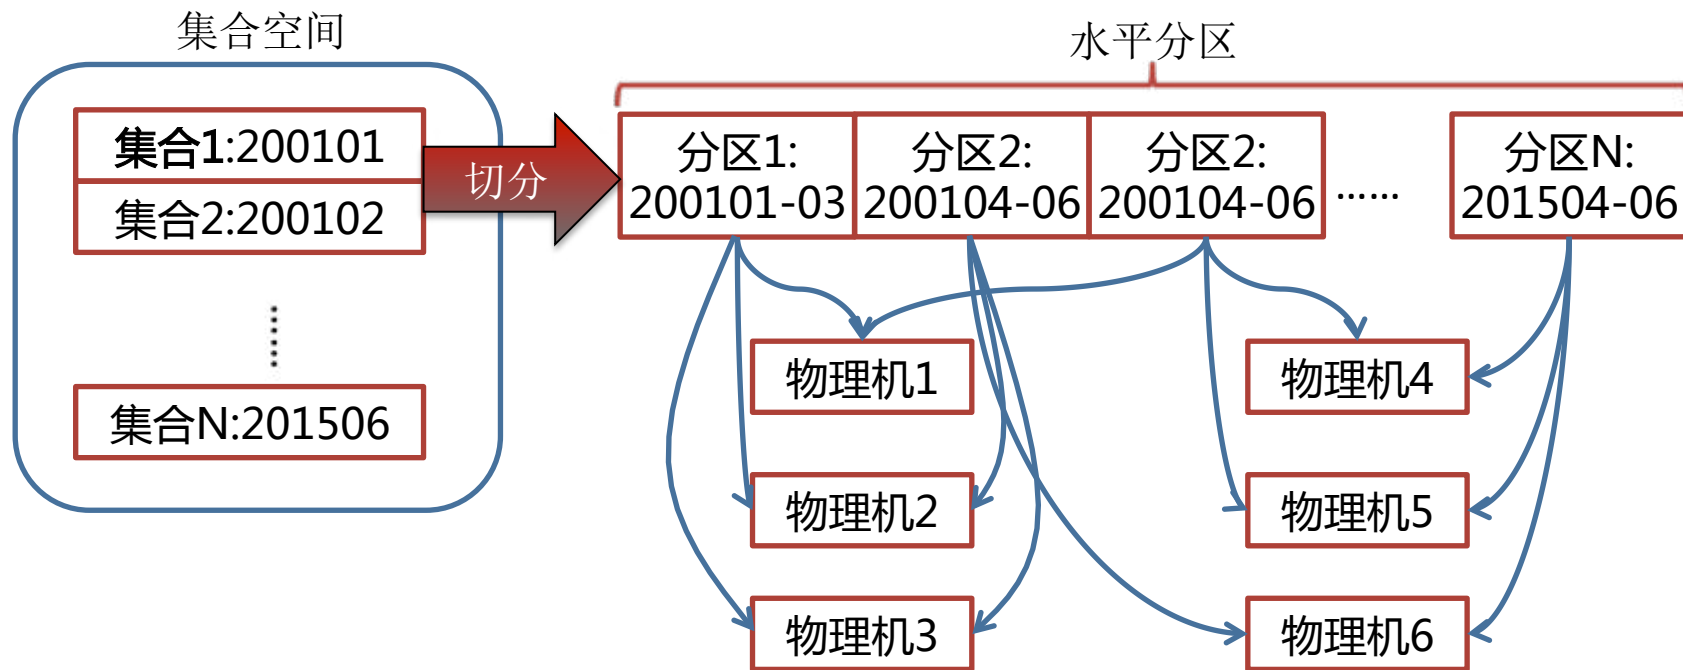 集合空间
集合1:200101
集合2:200102
......
集合N:201506
切分
水平分区
分区1:
200101-03
分区2:
200104-06
分区2:
200104-06
......
分区N:
201504-06
物理机1
物理机4
物理机2
物理机5
物理机3
物理机6